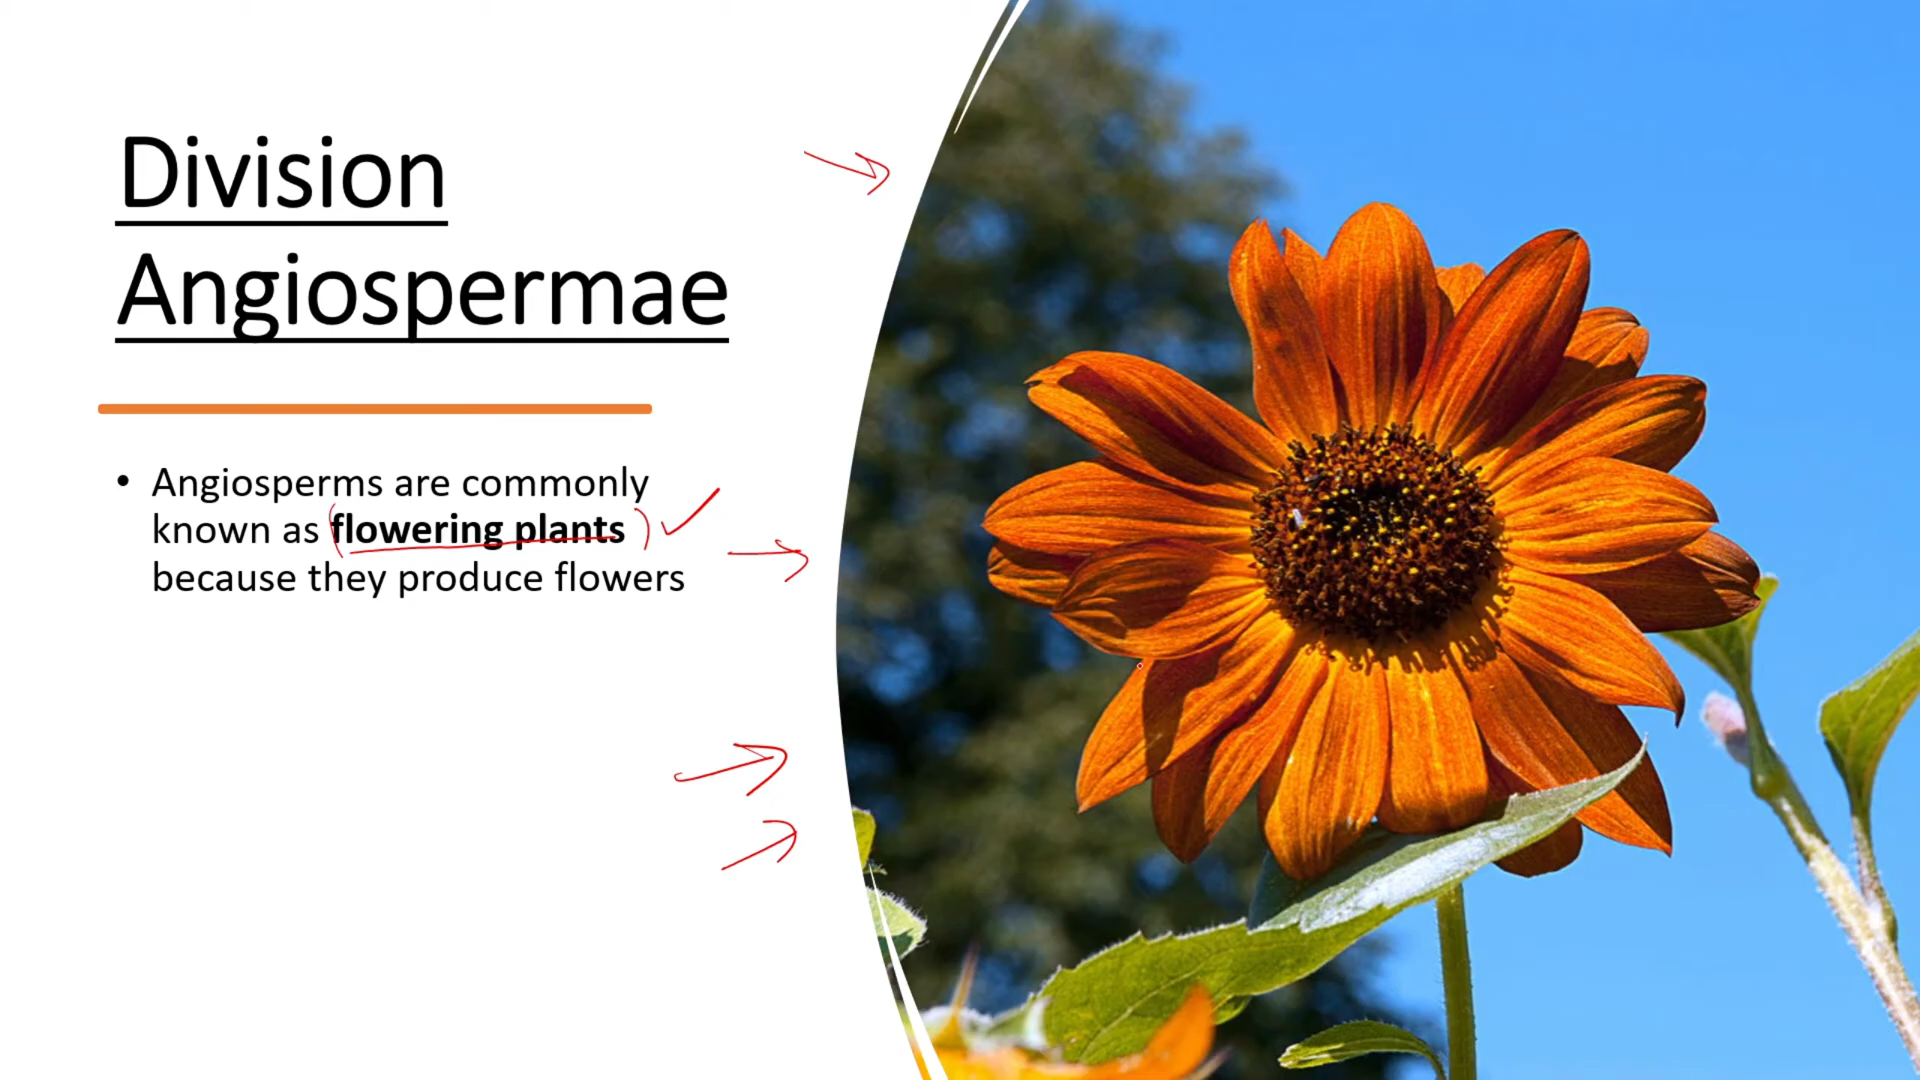 Division
Angiospermae
• Angiosperms are commonly
known as flowering plants
because they produce flowers